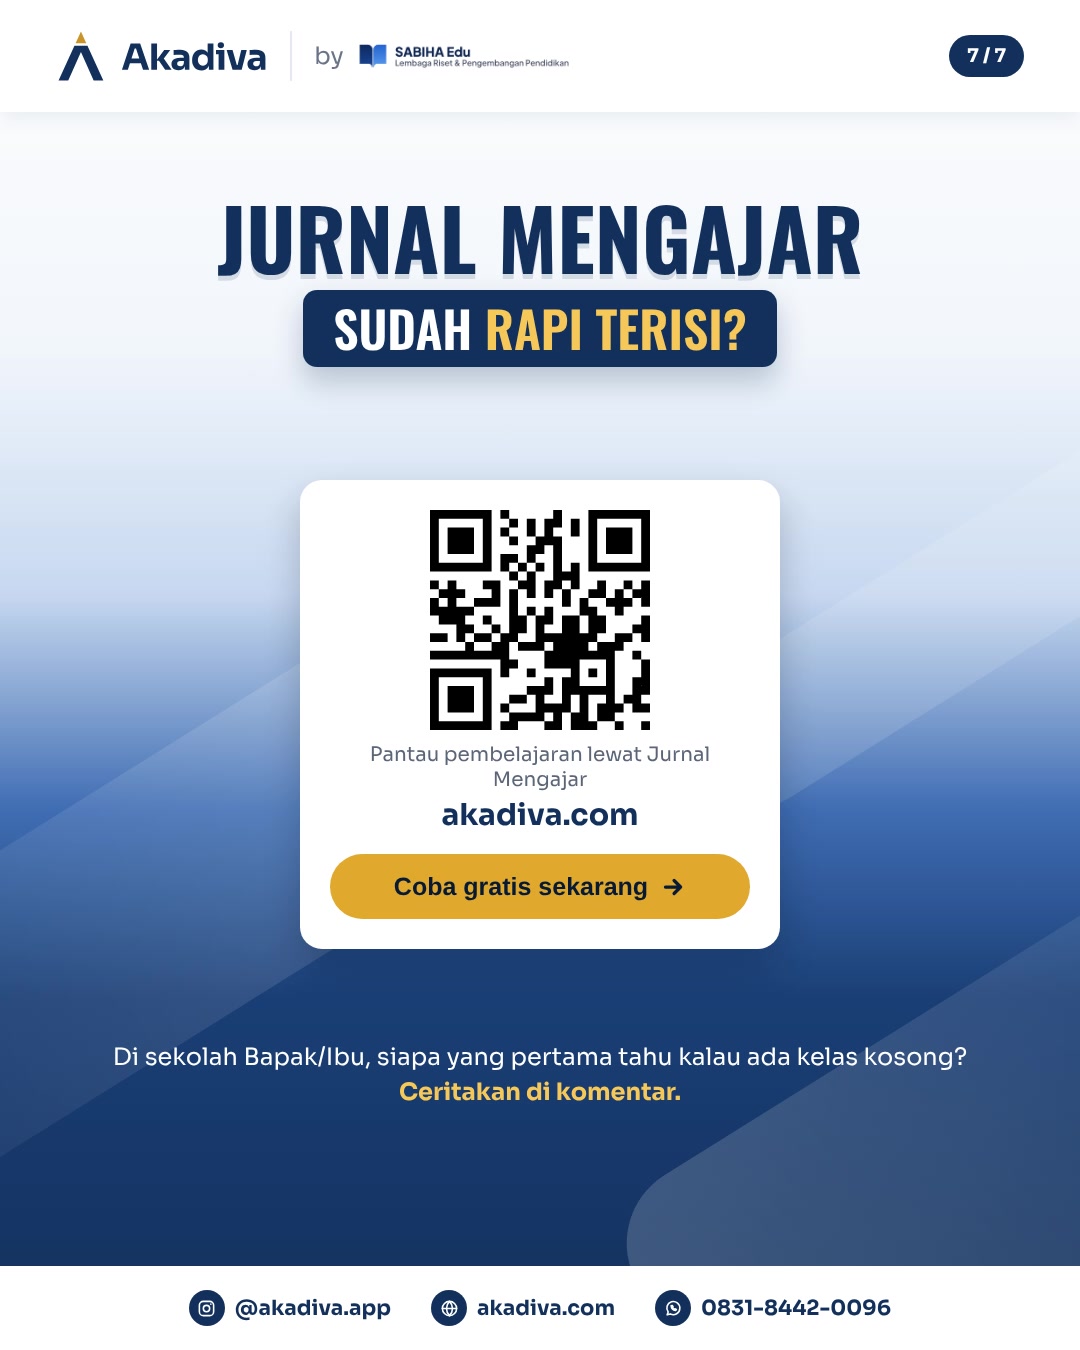 Akadiva
by
SABIHA Edu
Lembaga Riset & Pengembangan Pendidikan
7 / 7
JURNAL MENGAJAR
SUDAH RAPI TERISI?
Pantau pembelajaran lewat Jurnal
Mengajar
akadiva.com
Coba gratis sekarang →
Di sekolah Bapak/Ibu, siapa yang pertama tahu kalau ada kelas kosong?
Ceritakan di komentar.
@akadiva.app
akadiva.com
0831-8442-0096